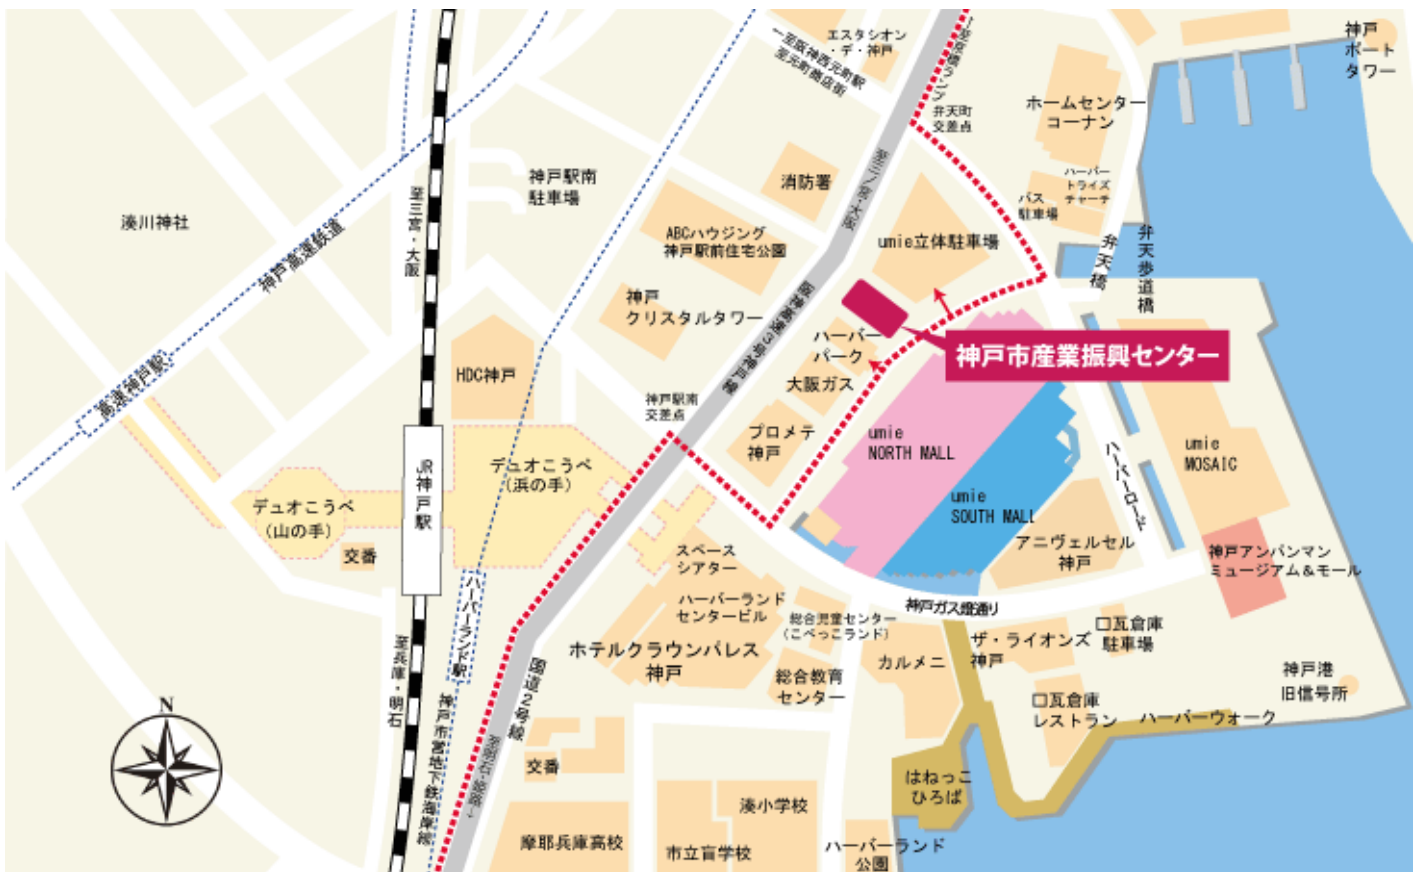 エスタシオン
・デ・神戸
←至阪神西元町駅
至元町商店街
弁天町
交差点
神戸
ポート
タワー
ホームセンター
コーナン
ハーバー
トライズ
チャーチ
バス
駐車場
弁天橋
弁天歩道橋
消防署
至三ノ宮・大阪
神戸駅南
駐車場
至三宮・大阪
湊川神社
神戸高速鉄道
ABCハウジング
神戸駅前住宅公園
umie立体駐車場
神戸
クリスタルタワー
阪神高速3号神戸線
ハーバー
パーク
神戸市産業振興センター
大阪ガス
HDC神戸
高速神戸駅
神戸駅南
交差点
プロメテ
神戸
umie
NORTH MALL
umie
MOSAIC
ハーバーロード
JR神戸駅
デュオこうべ
(浜の手)
デュオこうべ
(山の手)
交番
umie
SOUTH MALL
アニヴェルセル
神戸
神戸アンパンマン
ミュージアム&モール
スペース
シアター
ハーバーランド駅
ハーバーランド
センタービル
総合児童センター
(こべっこランド)
神戸ガス燈通り
□瓦倉庫
駐車場
ザ・ライオンズ
神戸
ホテルクラウンパレス
神戸
カルメニ
総合教育
センター
神戸港
旧信号所
至兵庫・明石
国道2号線
□瓦倉庫
レストラン
ハーバーウォーク
N
神戸市営地下鉄海岸線
至明石・姫路→
交番
はねっこ
ひろば
湊小学校
摩耶兵庫高校
市立盲学校
ハーバーランド
公園